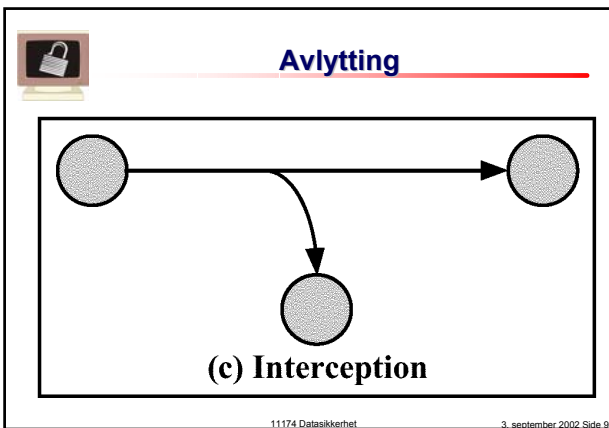 Avlytting
(c) Interception
11174 Datasikkerhet 3. september 2002 Side 9